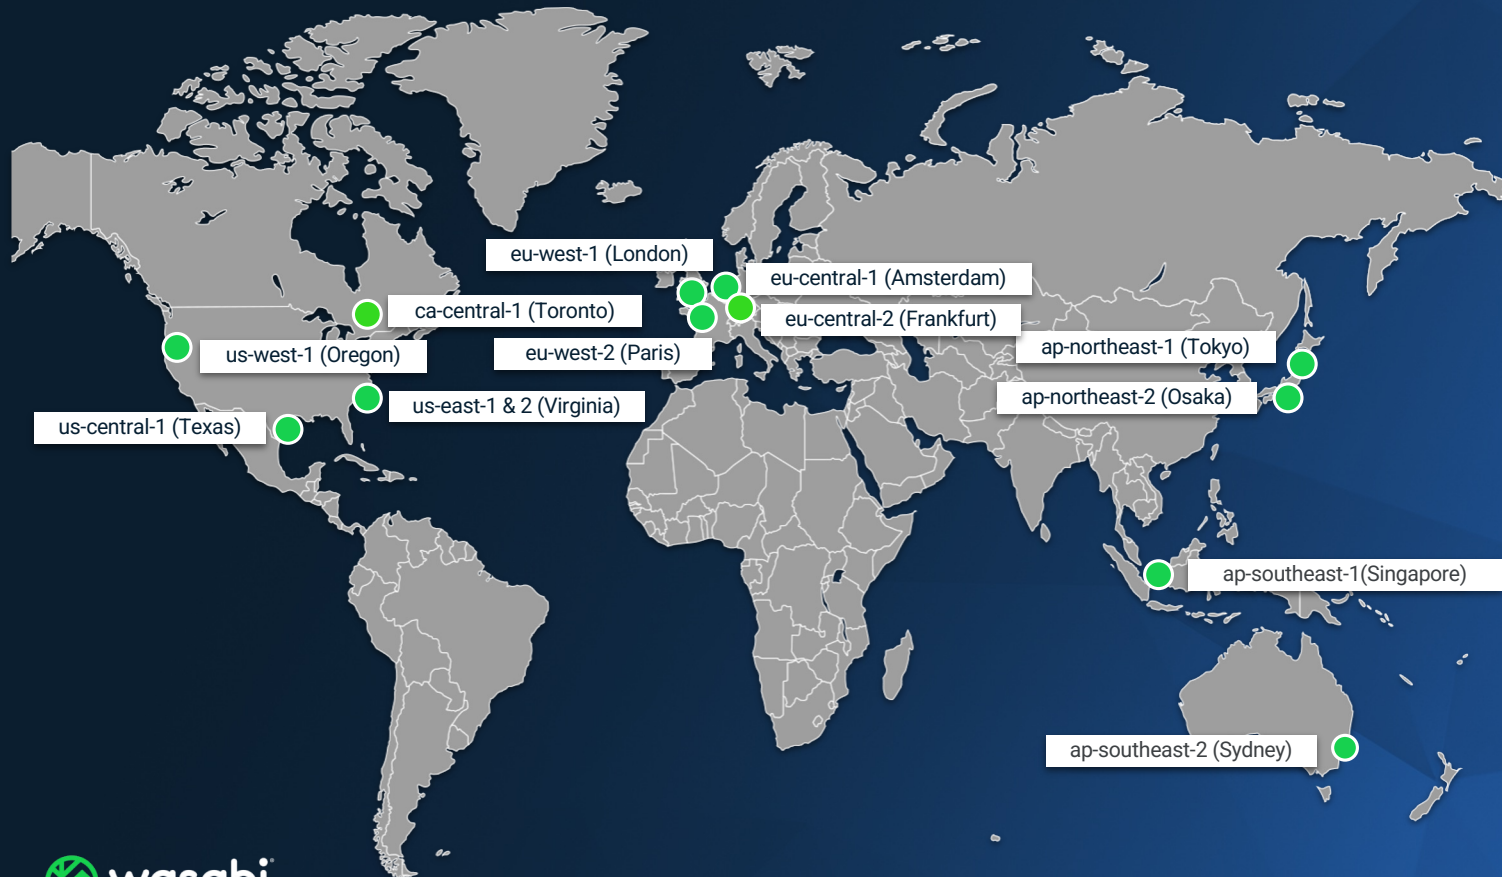 eu-west-1 (London)
eu-central-1 (Amsterdam)
ca-central-1 (Toronto)
eu-central-2 (Frankfurt)
us-west-1 (Oregon)
eu-west-2 (Paris)
ap-northeast-1 (Tokyo)
us-east-1 & 2 (Virginia)
ap-northeast-2 (Osaka)
us-central-1 (Texas)
ap-southeast-1(Singapore)
ap-southeast-2 (Sydney)
wasabi